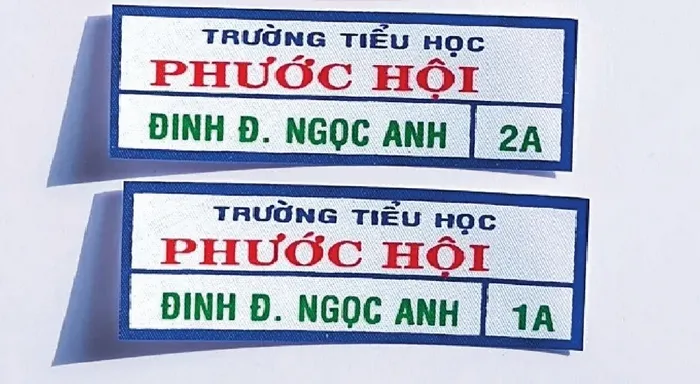 TRƯỜNG TIỂU HỌC
PHƯỚC HỘI
ĐINH Đ. NGỌC ANH 2A
TRƯỜNG TIỂU HỌC
PHƯỚC HỘI
ĐINH Đ. NGỌC ANH 1A